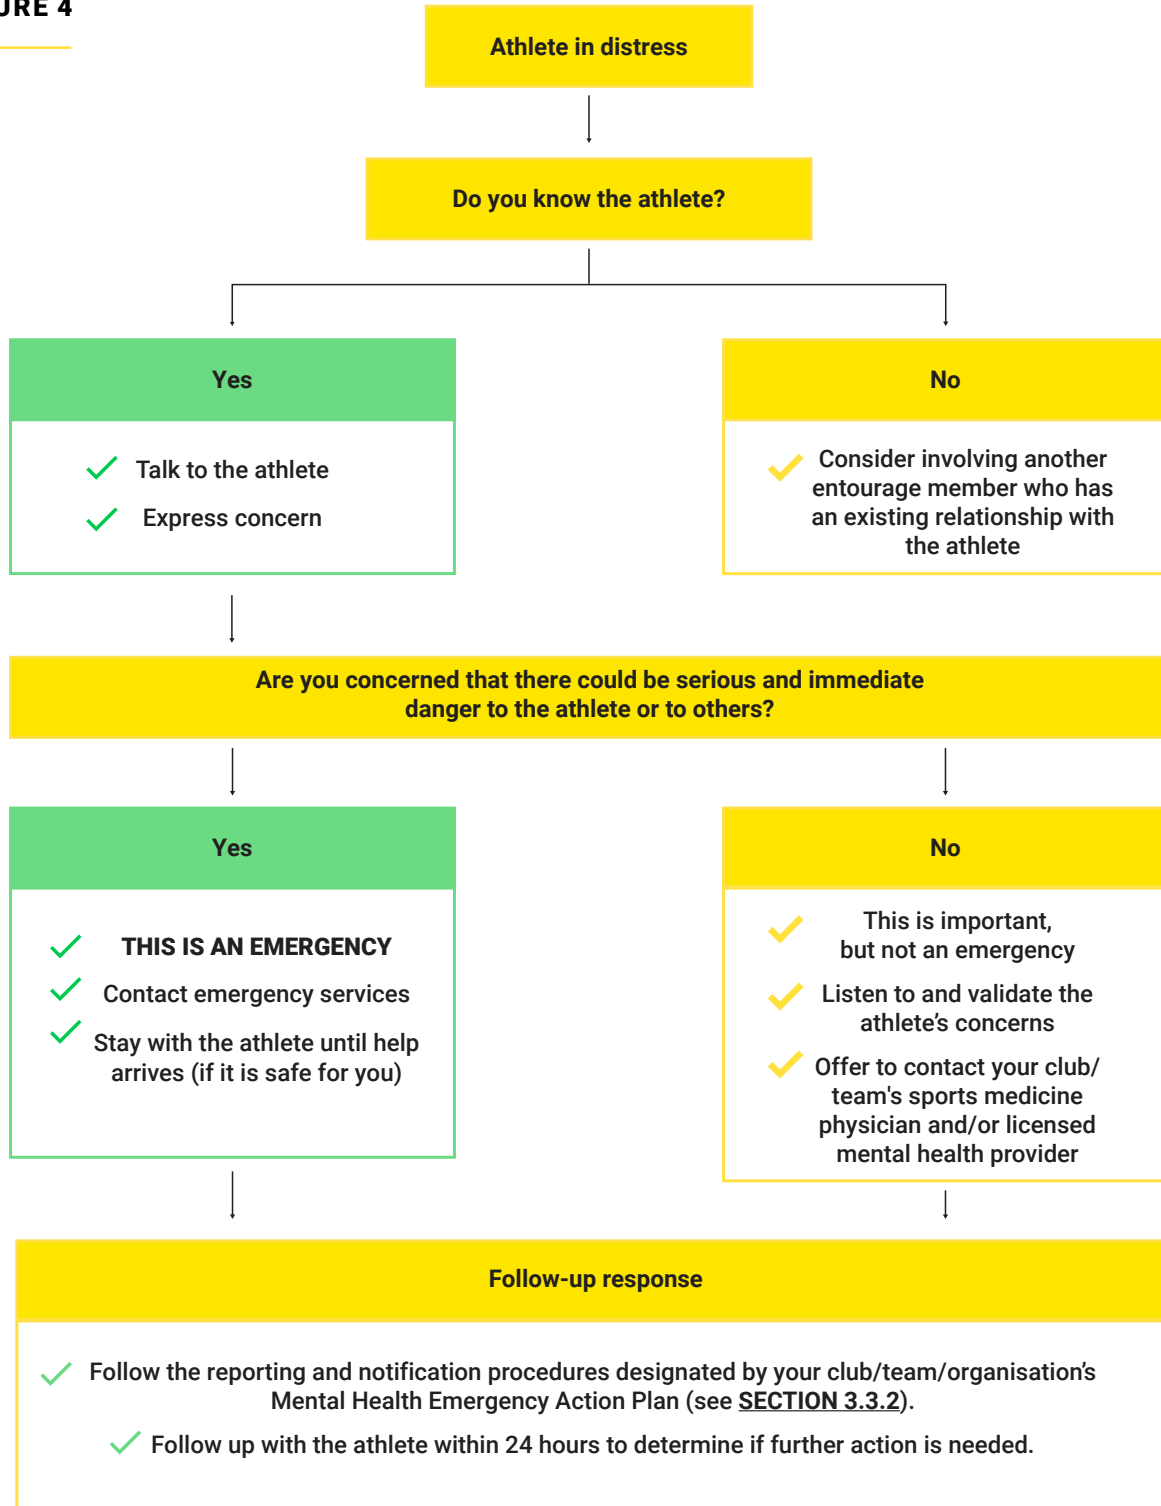 URE 4
Athlete in distress
Do you know the athlete?
Yes
Talk to the athlete
Express concern
No
Consider involving another
entourage member who has
an existing relationship with
the athlete
Are you concerned that there could be serious and immediate
danger to the athlete or to others?
Yes
THIS IS AN EMERGENCY
Contact emergency services
Stay with the athlete until help
arrives (if it is safe for you)
No
This is important,
but not an emergency
Listen to and validate the
athlete’s concerns
Offer to contact your club/
team's sports medicine
physician and/or licensed
mental health provider
Follow-up response
Follow the reporting and notification procedures designated by your club/team/organisation’s
Mental Health Emergency Action Plan (see SECTION 3.3.2).
Follow up with the athlete within 24 hours to determine if further action is needed.